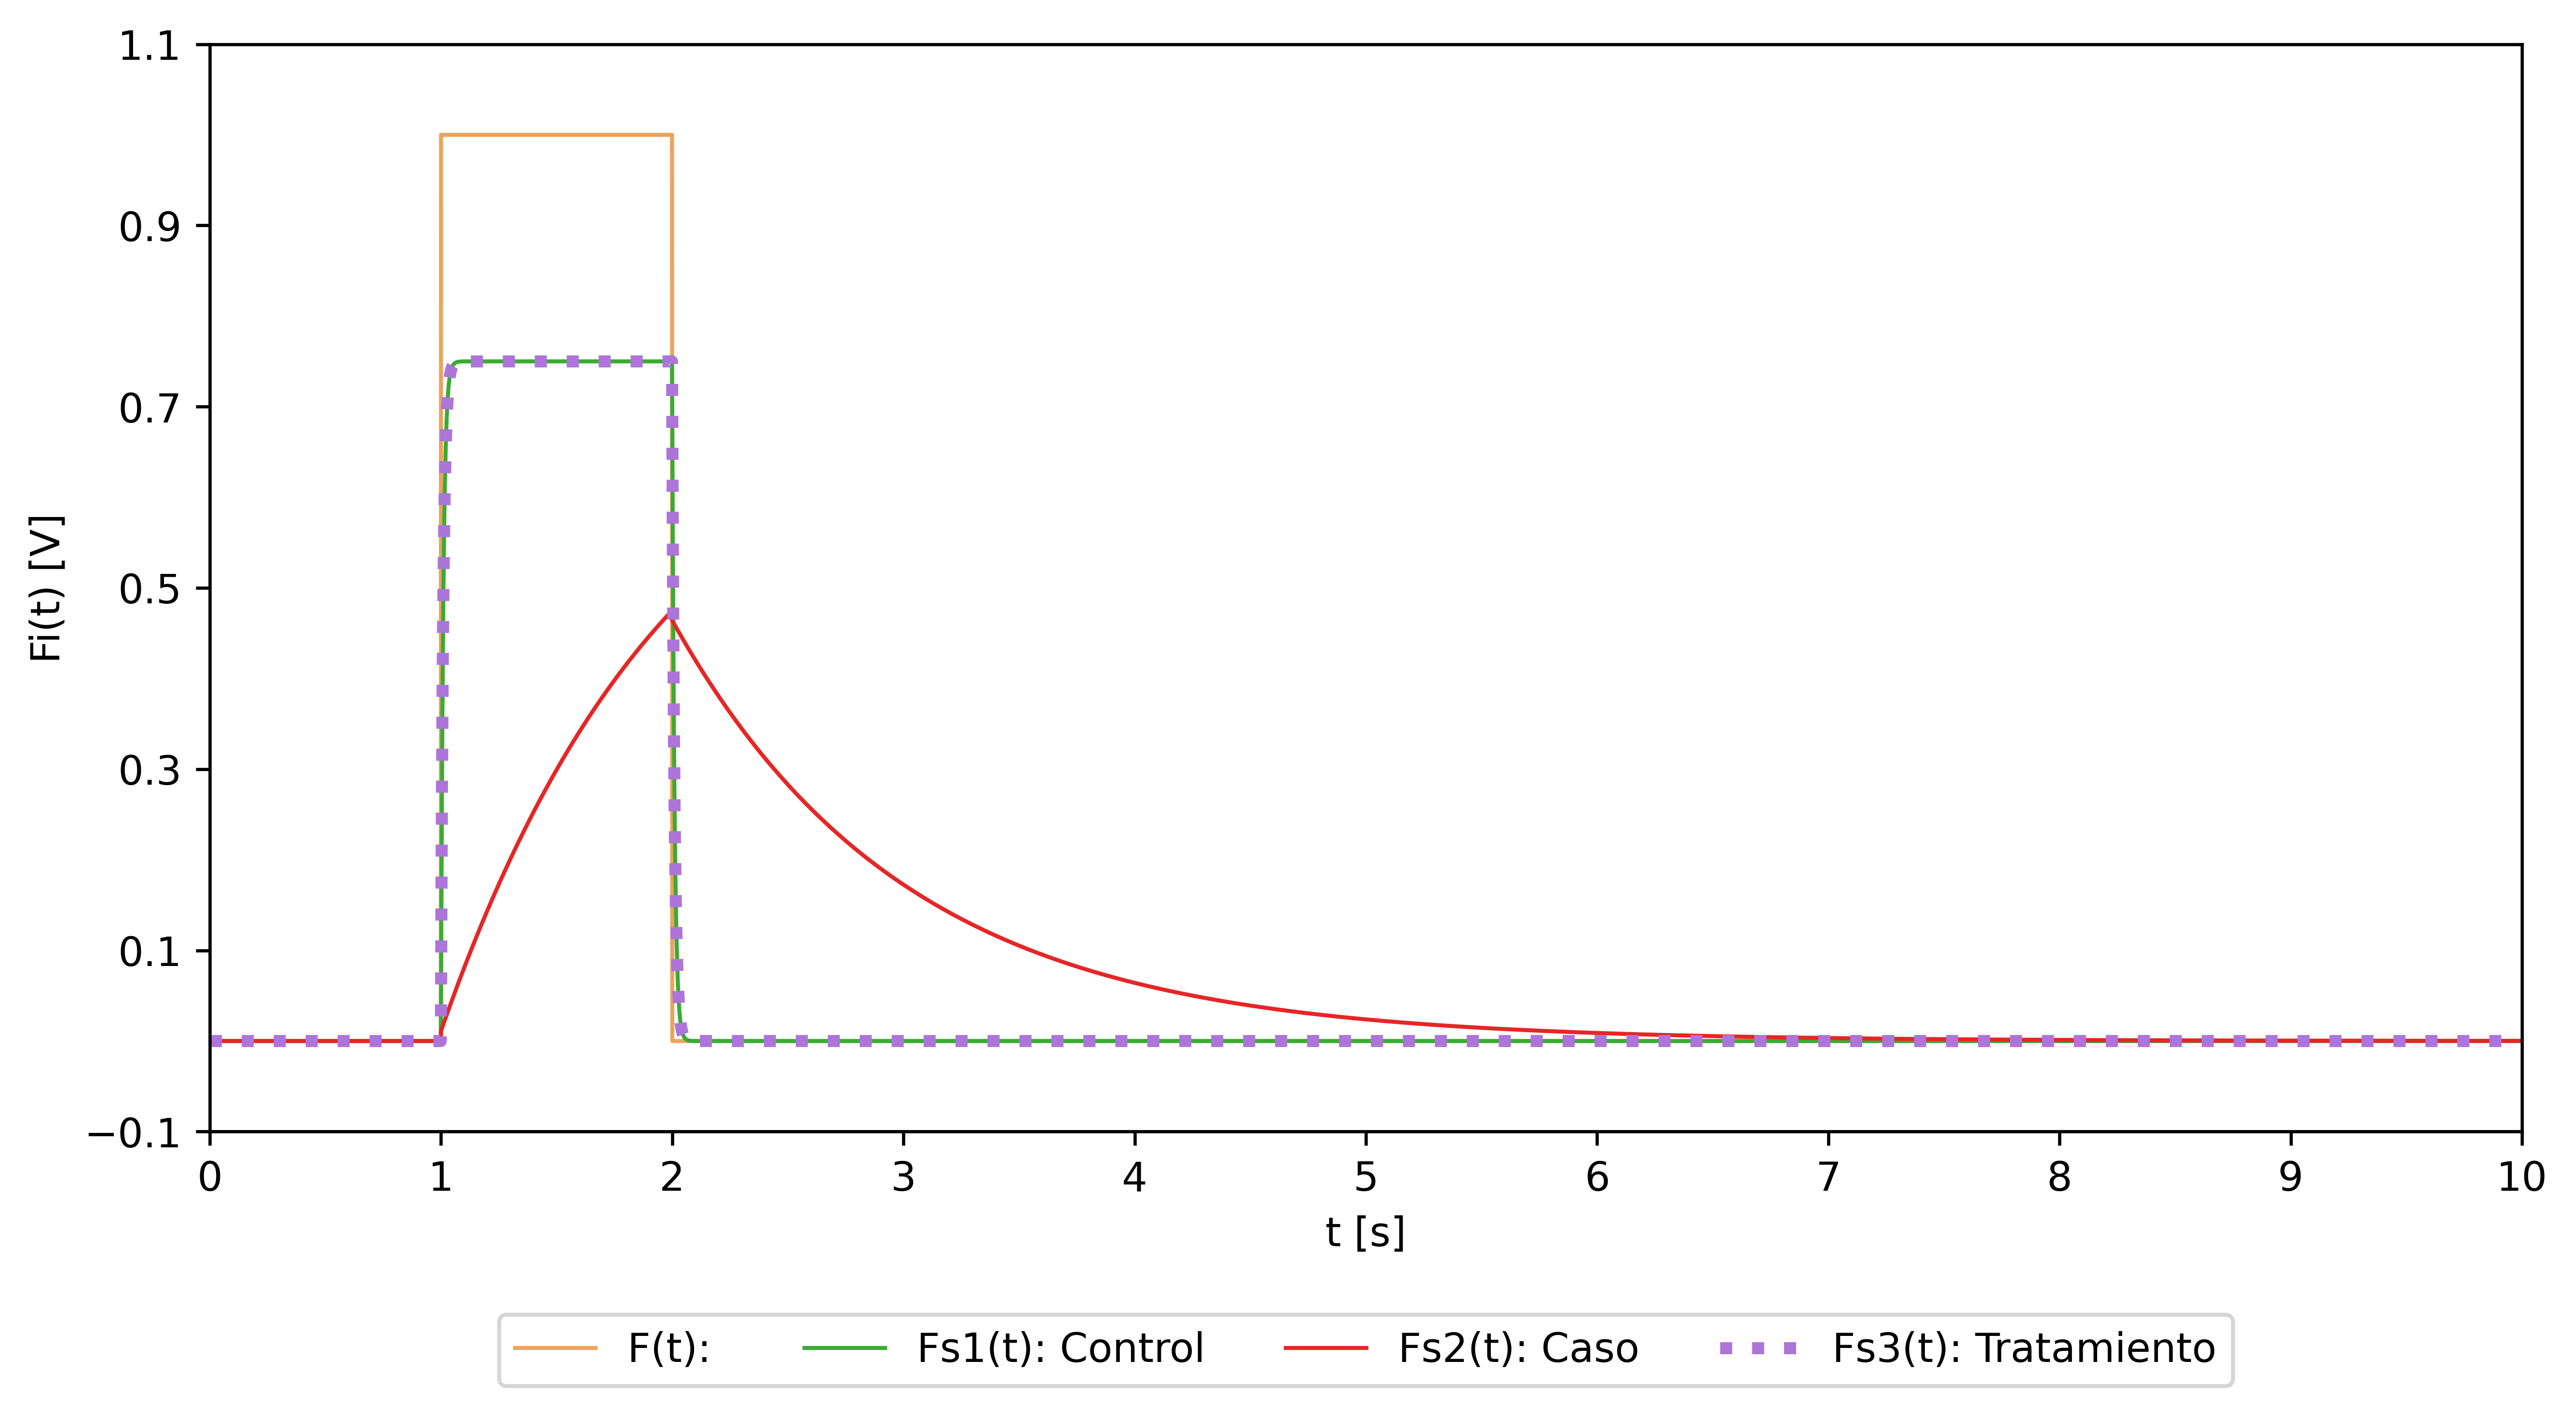 1.1
0.9
0.7
0.5
0.3
0.1
−0.1
Fi(t) [V]
0 1 2 3 4 5 6 7 8 9 10
t [s]
F(t): Fs1(t): Control Fs2(t): Caso Fs3(t): Tratamiento